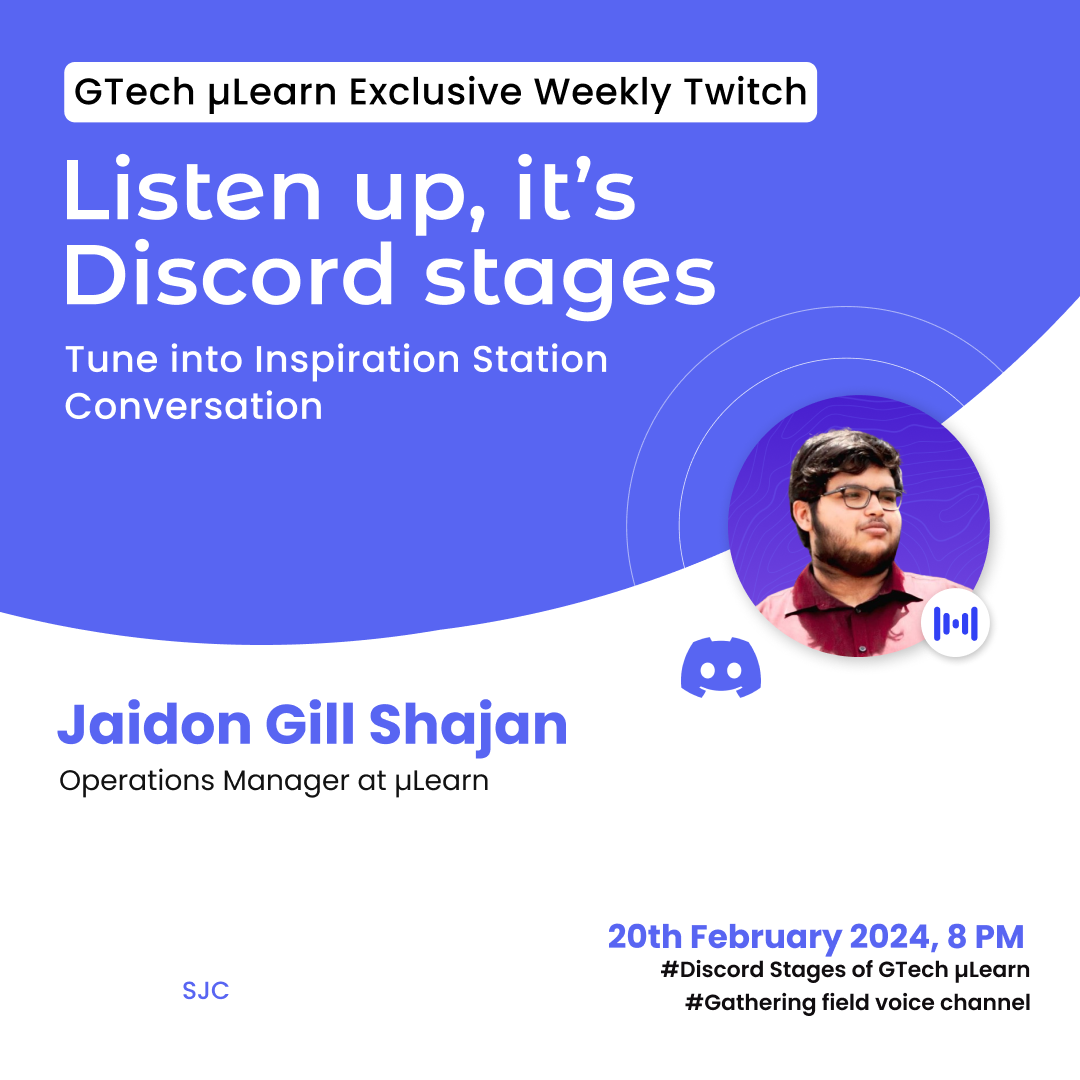 GTech µLearn Exclusive Weekly Twitch
Listen up, it’s
Discord stages
Tune into Inspiration Station
Conversation
Jaidon Gill Shajan
Operations Manager at µLearn
20th February 2024, 8 PM
#Discord Stages of GTech µLearn
#Gathering field voice channel
SJC